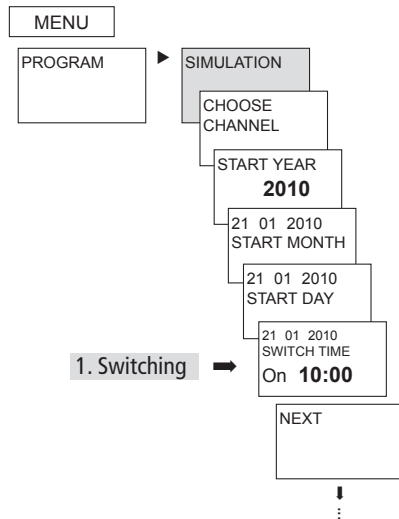 MENU
PROGRAM
SIMULATION
CHOOSE
CHANNEL
START YEAR
2010
21 01 2010
START MONTH
21 01 2010
START DAY
21 01 2010
SWITCH TIME
1. Switching
On 10:00
NEXT